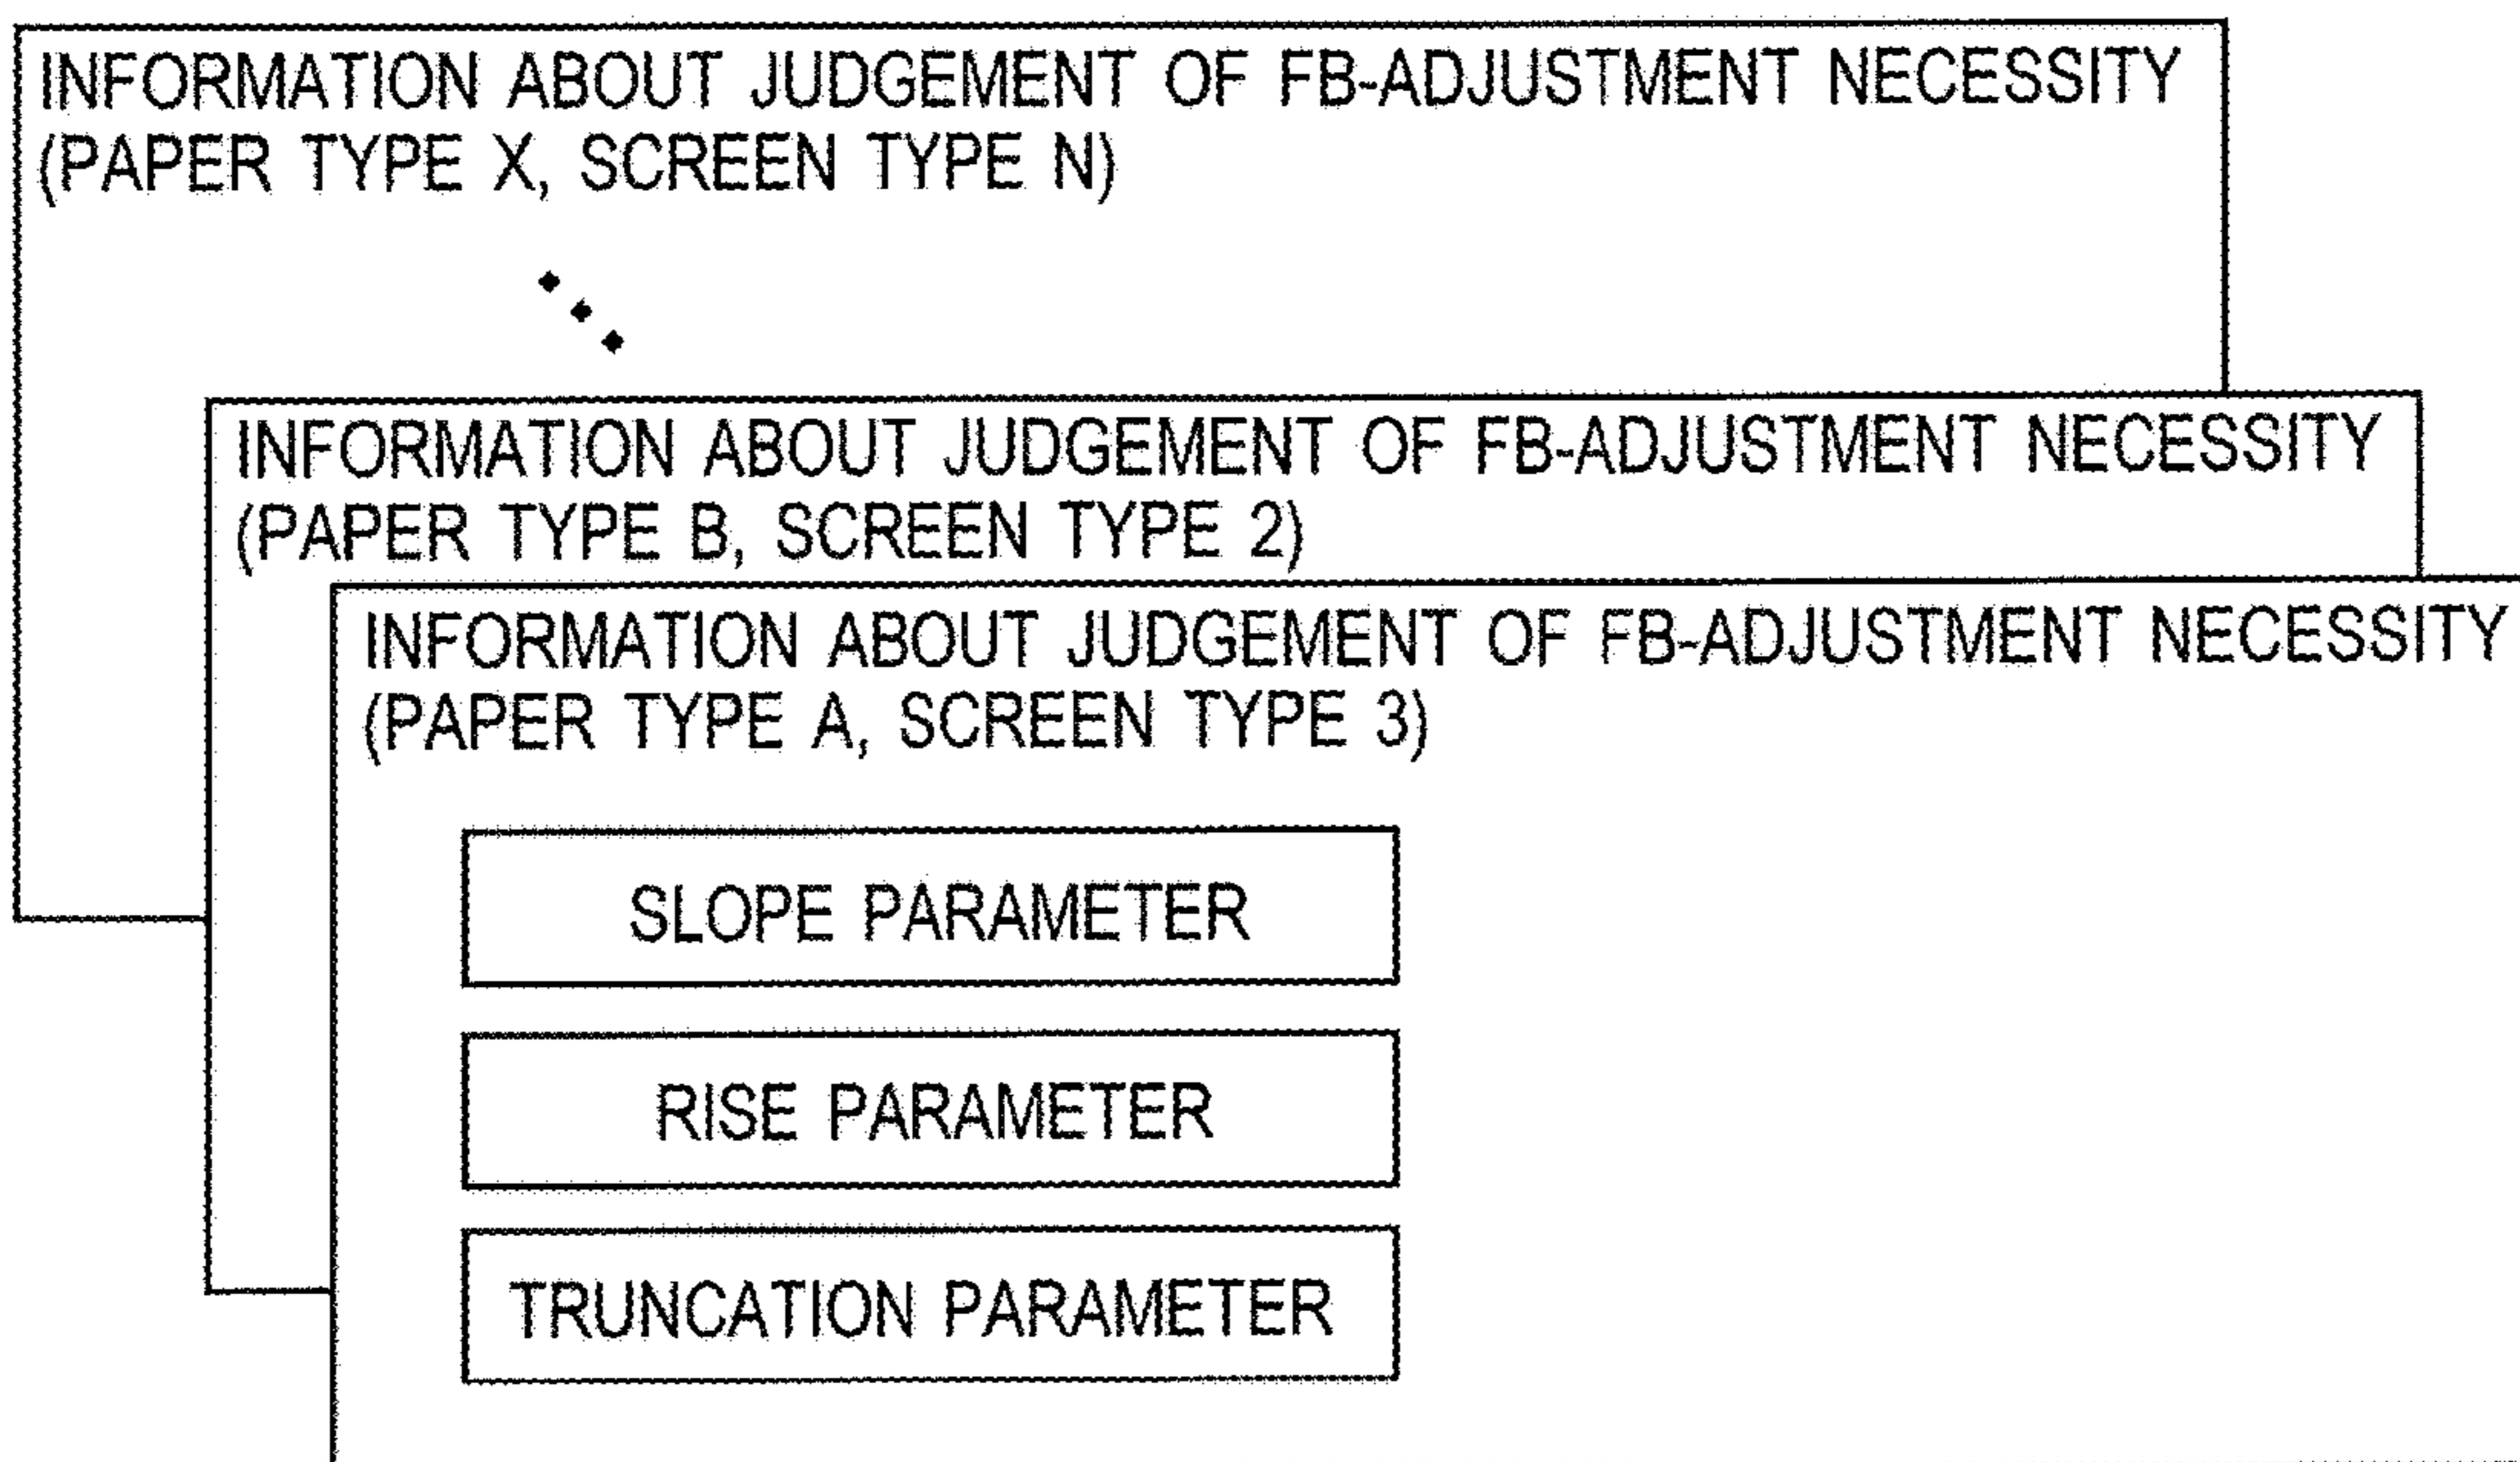 INFORMATION ABOUT JUDGEMENT OF FB-ADJUSTMENT NECESSITY
(PAPER TYPE X, SCREEN TYPE N)
INFORMATION ABOUT JUDGEMENT OF FB-ADJUSTMENT NECESSITY
(PAPER TYPE B, SCREEN TYPE 2)
INFORMATION ABOUT JUDGEMENT OF FB-ADJUSTMENT NECESSITY
(PAPER TYPE A, SCREEN TYPE 3)
SLOPE PARAMETER
RISE PARAMETER
TRUNCATION PARAMETER